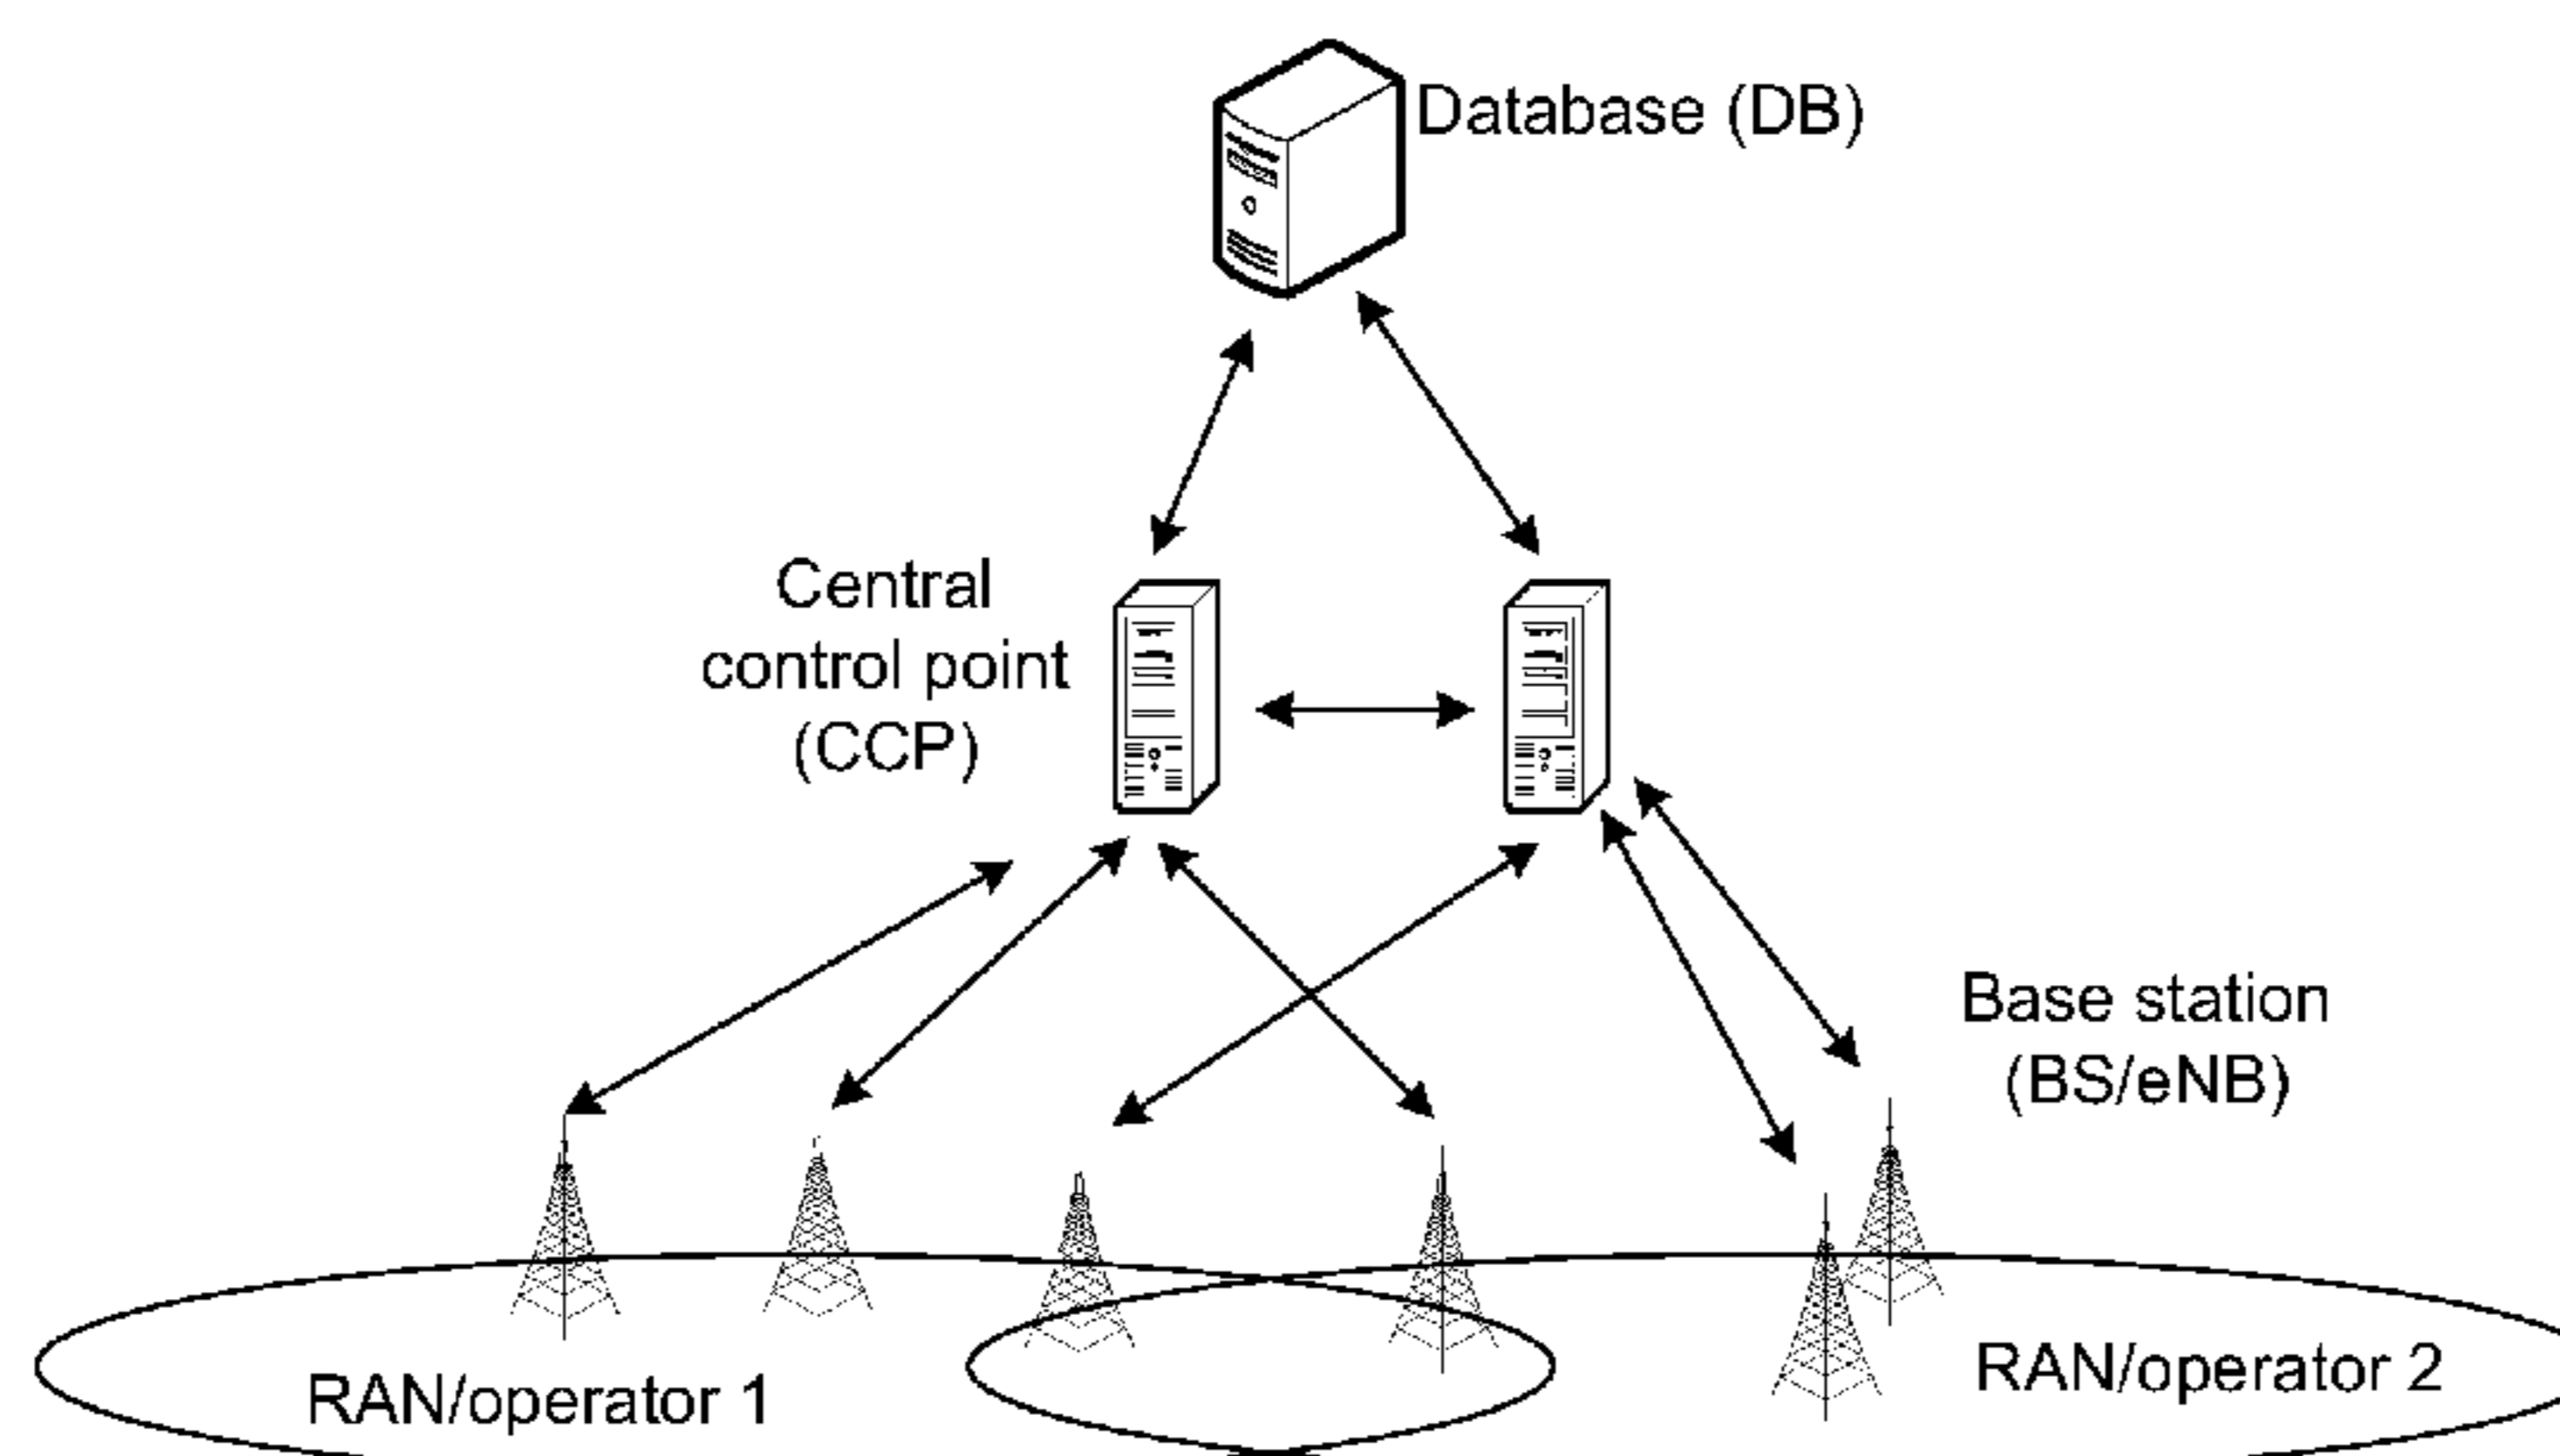 Database (DB)
Central
control point
(CCP)
Base station
(BS/eNB)
RAN/operator 1
RAN/operator 2